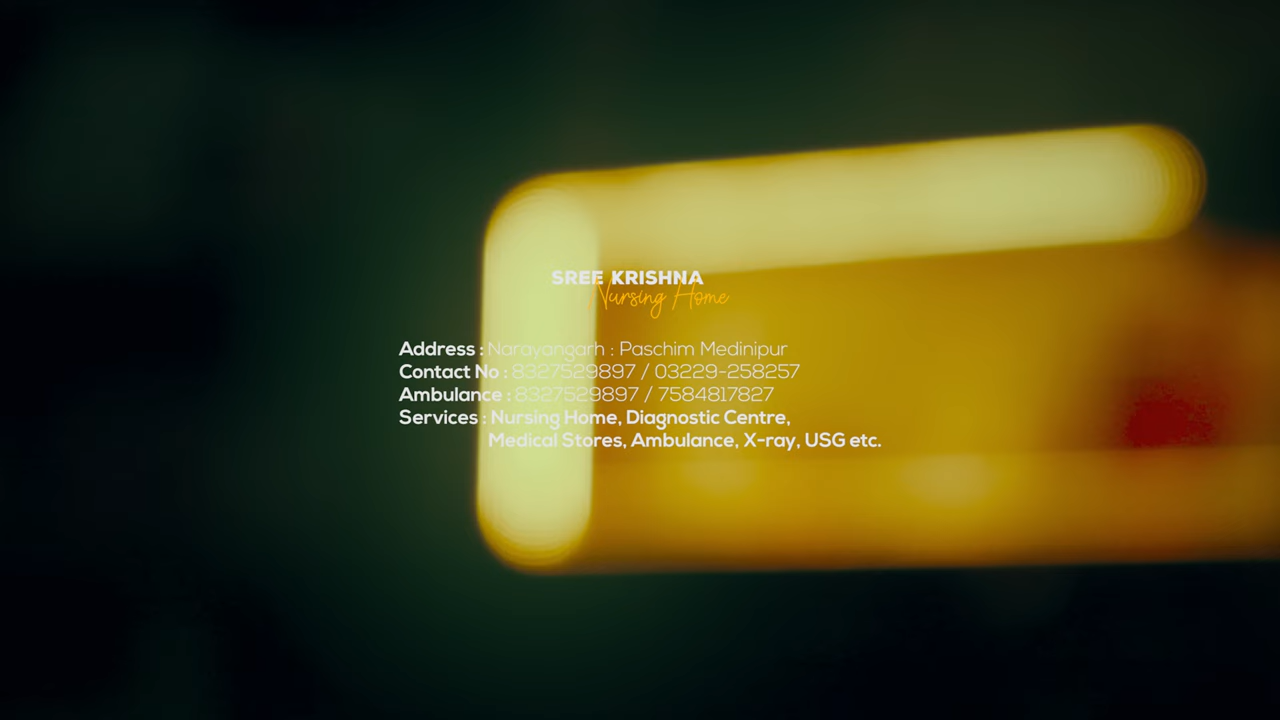 SREE KRISHNA
Nursing Home
Address : Narayangarh : Paschim Medinipur
Contact No : 8327529897 / 03229-258257
Ambulance : 8327529897 / 7584817827
Services : Nursing Home, Diagnostic Centre,
Medical Stores, Ambulance, X-ray, USG etc.